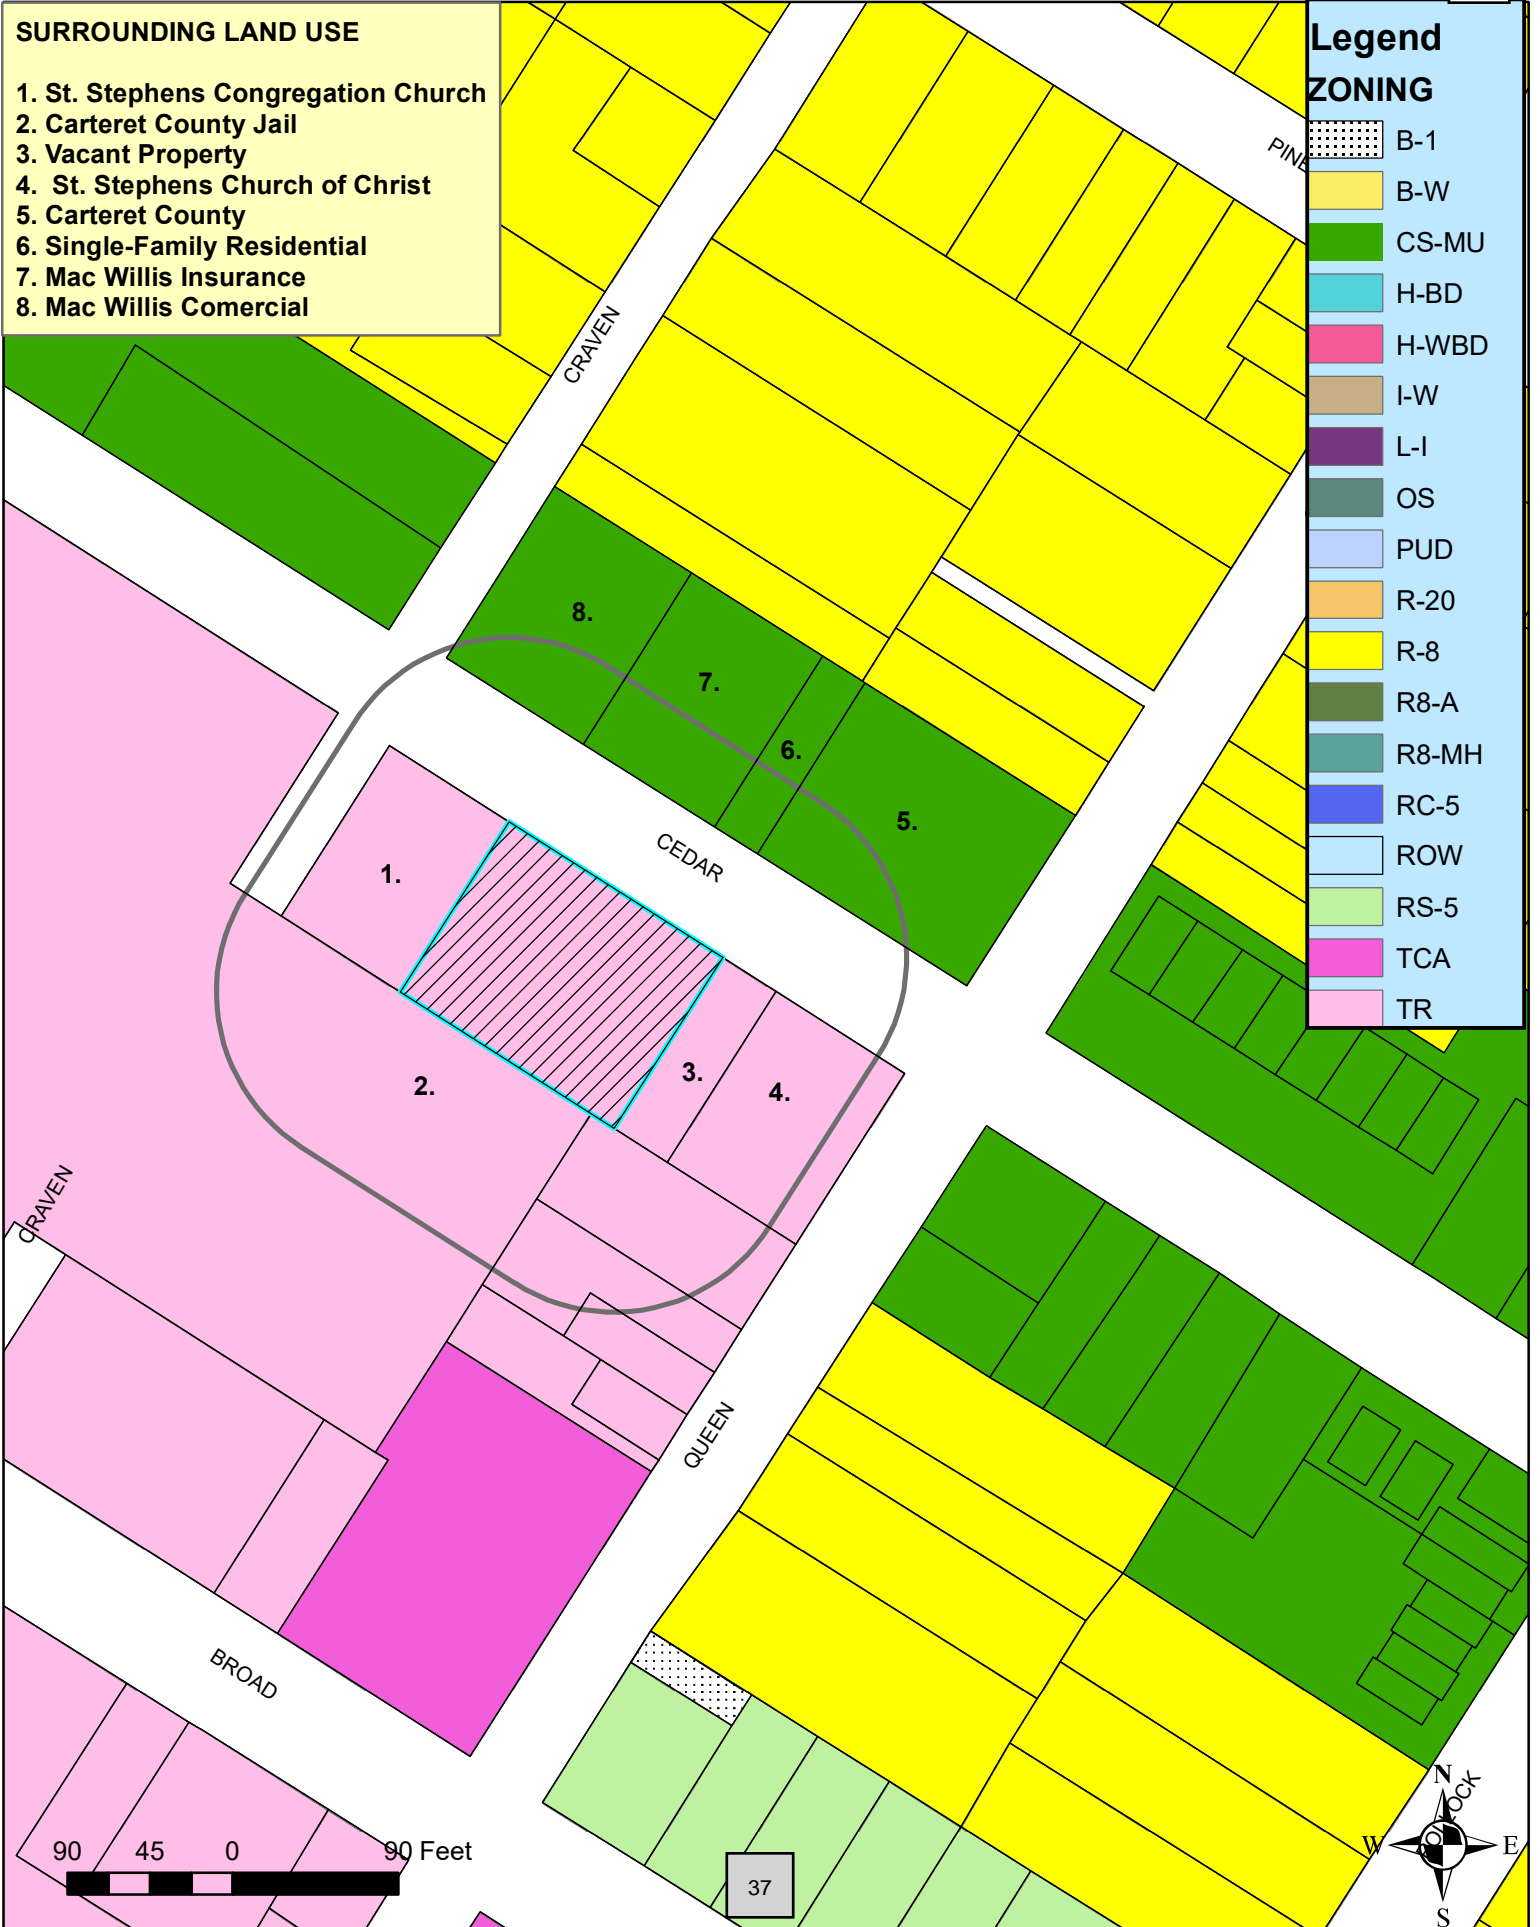 SURROUNDING LAND USE
1. St. Stephens Congregation Church
2. Carteret County Jail
3. Vacant Property
4. St. Stephens Church of Christ
5. Carteret County
6. Single-Family Residential
7. Mac Willis Insurance
8. Mac Willis Comercial
Legend
ZONING
B-1
B-W
CS-MU
H-BD
H-WBD
I-W
L-I
OS
PUD
R-20
R-8
R8-A
R8-MH
RC-5
ROW
RS-5
TCA
TR
PINE
CRAVEN
8.
7.
6.
5.
CEDAR
1.
2.
3.
4.
CRAVEN
QUEEN
BROAD
90 45 0 90 Feet
37
N
W E
S